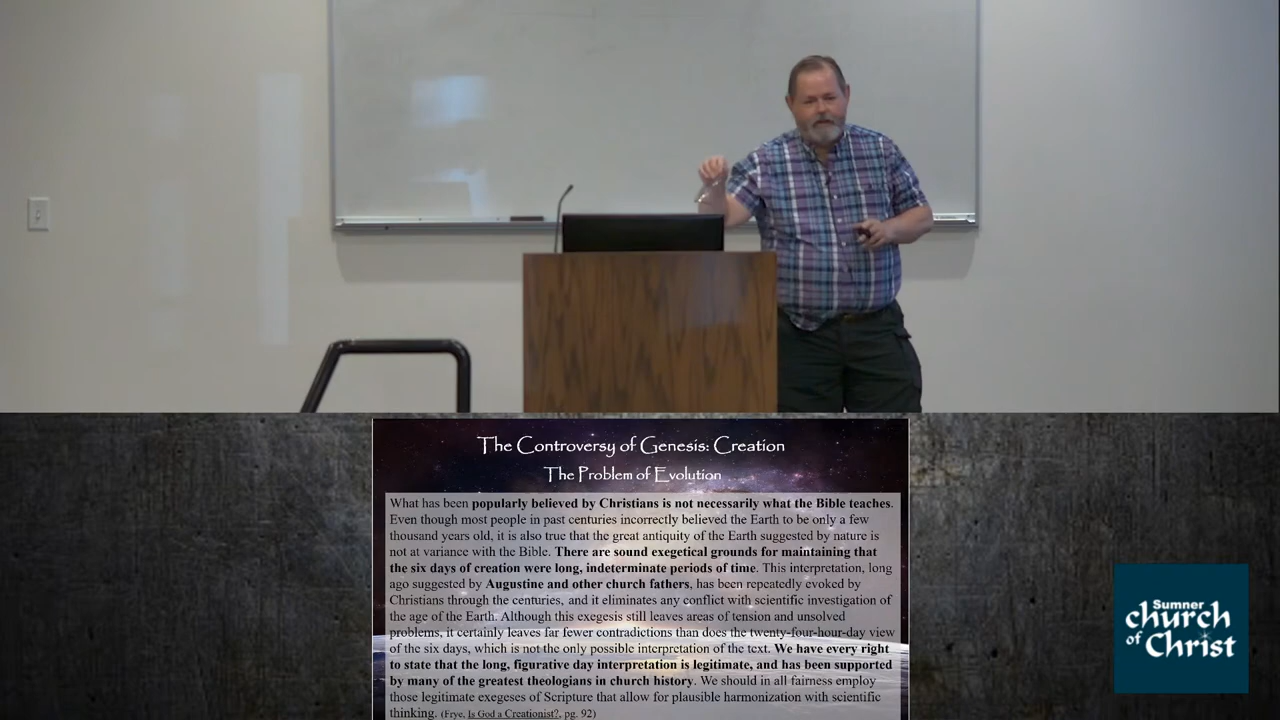 The Controversy of Genesis: Creation
The Problem of Evolution
What has been popularly believed by Christians is not necessarily what the Bible teaches.
Even though most people in past centuries incorrectly believed the Earth to be only a few
thousand years old, it is also true that the great antiquity of the Earth suggested by nature is
not at variance with the Bible. There are sound exegetical grounds for maintaining that
the six days of creation were long, indeterminate periods of time. This interpretation, long
ago suggested by Augustine and other church fathers, has been repeatedly evoked by
Christians through the centuries, and it eliminates any conflict with scientific investigation of
the age of the Earth. Although this exegesis still leaves areas of tension and unsolved
problems, it certainly leaves far fewer contradictions than does the twenty-four-hour-day view
of the six days, which is not the only possible interpretation of the text. We have every right
to state that the long, figurative day interpretation is legitimate, and has been supported
by many of the greatest theologians in church history. We should in all fairness employ
those legitimate exegeses of Scripture that allow for plausible harmonization with scientific
thinking. (Frye, Is God a Creationist?, pg. 92)
Sumner
church
of Christ